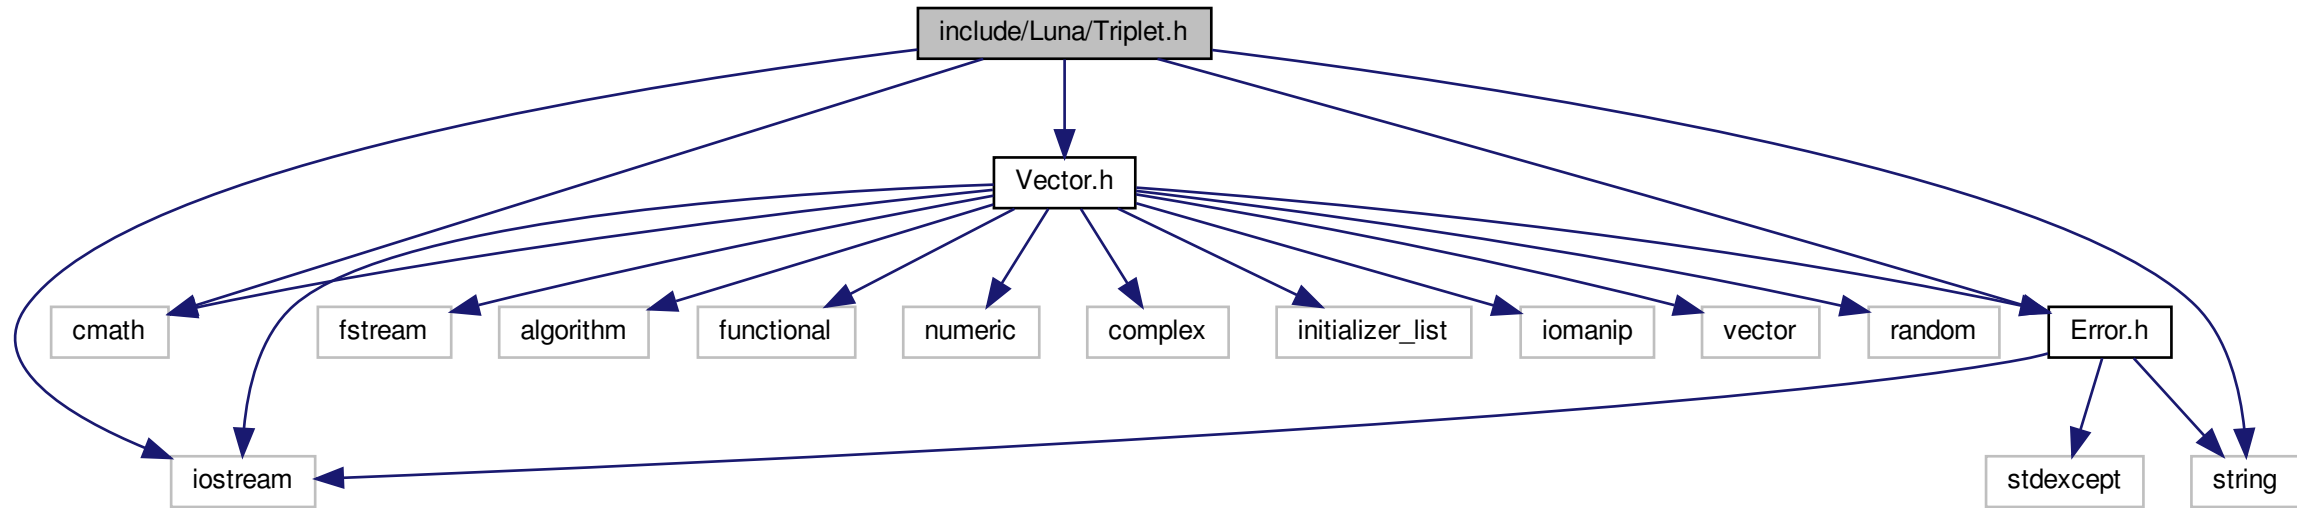 include/Luna/Triplet.h
Vector.h
cmath
fstream
algorithm
functional
numeric
complex
initializer_list
iomanip
vector
random
Error.h
iostream
stdexcept
string